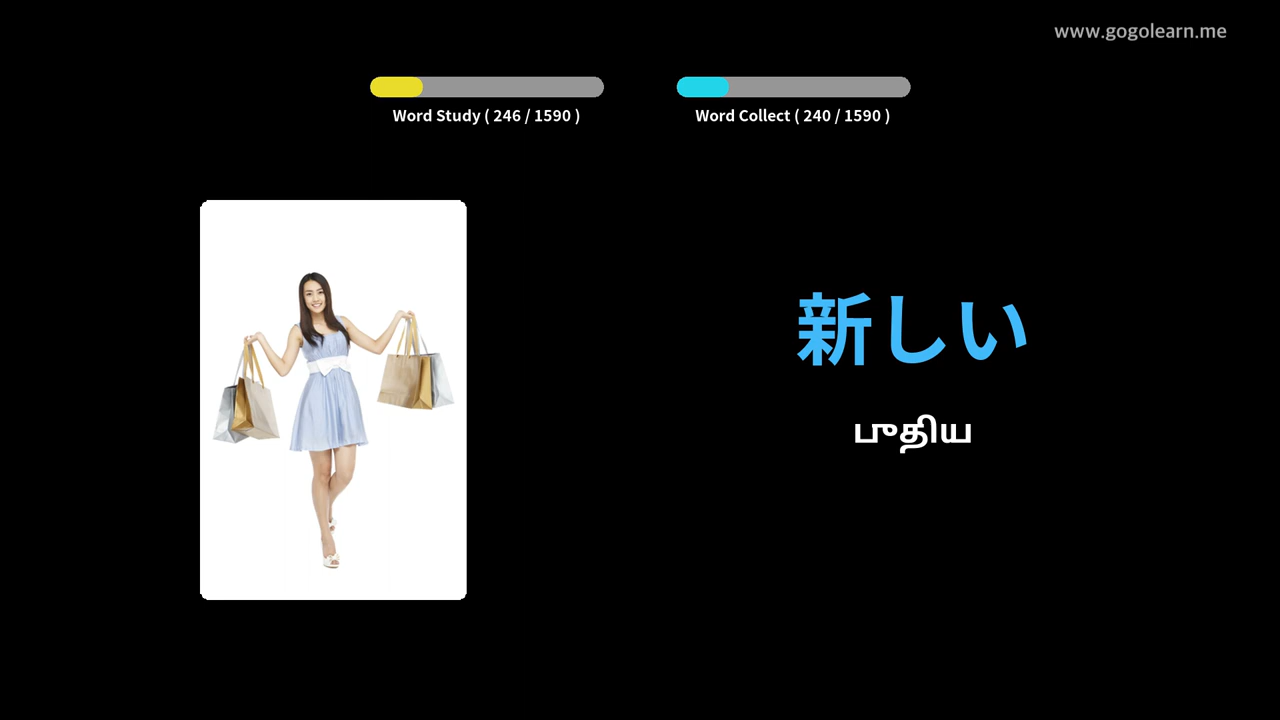 www.gogolearn.me
Word Study ( 246 / 1590 )
Word Collect ( 240 / 1590 )
新しい
புதிய